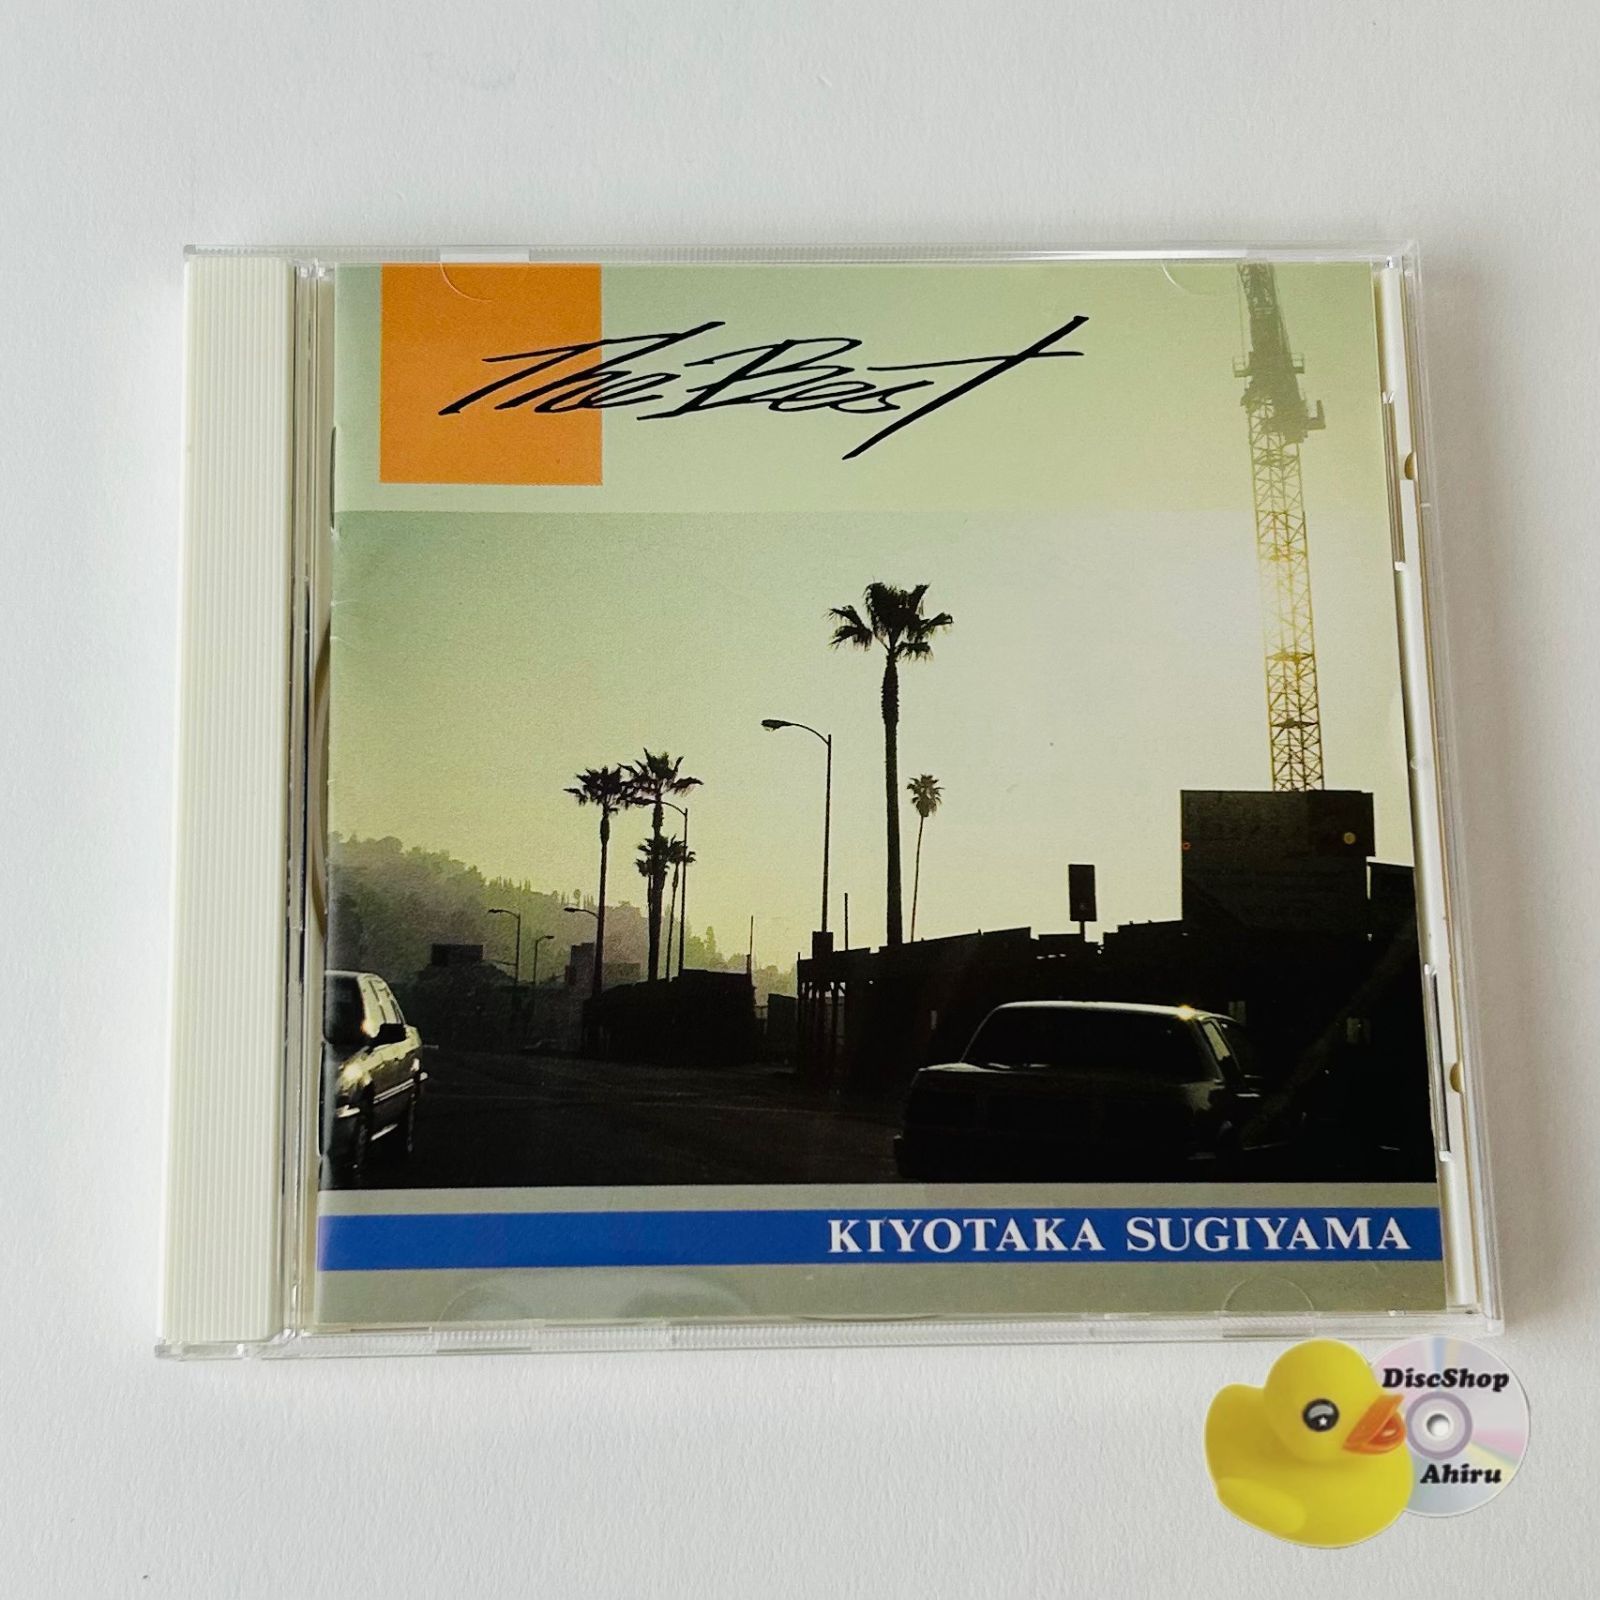 The Best
KIYOTAKA SUGIYAMA
DiscShop
Ahiru